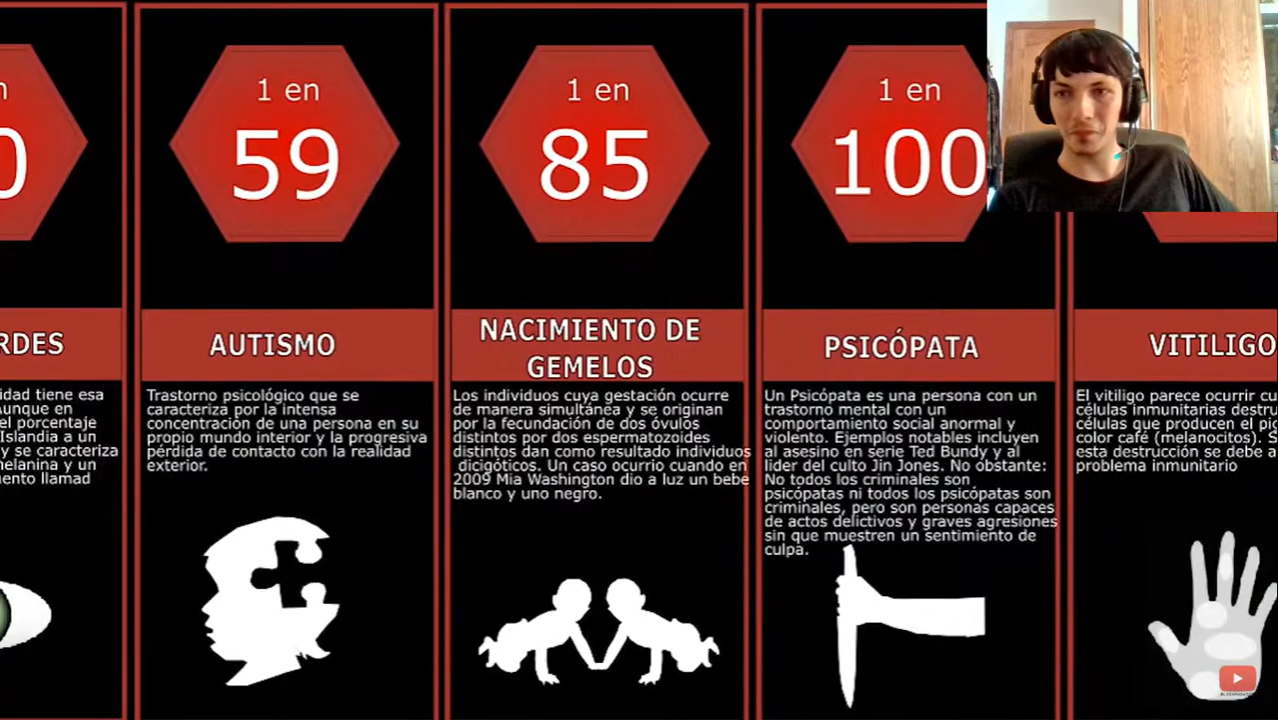 n
0
RDES
idad tiene esa
Aunque en
el porcentaje
Islandia a un
y se caracteriza
melanina y un
ento llamad
1 en
59
AUTISMO
Trastorno psicológico que se
caracteriza por la intensa
concentración de una persona en su
propio mundo interior y la progresiva
pérdida de contacto con la realidad
exterior.
1 en
85
NACIMIENTO DE
GEMELOS
Los individuos cuya gestación ocurre
de manera simultánea y se originan
por la fecundación de dos óvulos
distintos por dos espermatozoides
distintos dan como resultado individuos
dicigóticos. Un caso ocurrio cuando en
2009 Mia Washington dio a luz un bebe
blanco y uno negro.
1 en
100
PSICÓPATA
Un Psicópata es una persona con un
trastorno mental con un
comportamiento social anormal y
violento. Ejemplos notables incluyen
al asesino en serie Ted Bundy y al
lider del culto Jin Jones. No obstante:
No todos los criminales son
psicópatas ni todos los psicópatas son
criminales, pero son personas capaces
de actos delictivos y graves agresiones
sin que muestren un sentimiento de
culpa.
VITILIGO
El vitiligo parece ocurrir cu
células inmunitarias destru
células que producen el pig
color café (melanocitos). S
esta destrucción se debe a
problema inmunitario